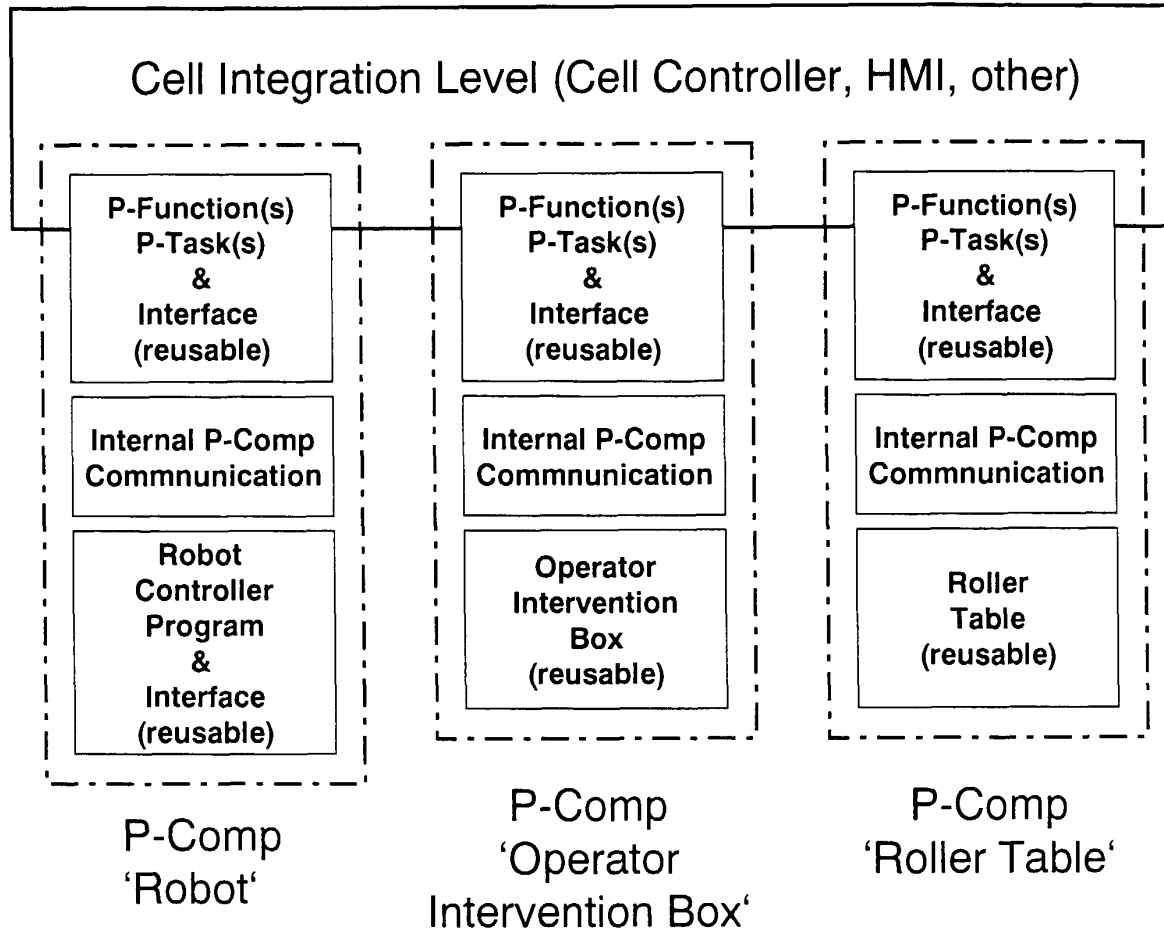 Cell Integration Level (Cell Controller, HMI, other)
P-Function(s)
P-Task(s)
&
Interface
(reusable)
Internal P-Comp
Commnunication
Robot
Controller
Program
&
Interface
(reusable)
P-Comp
‘Robot‘
P-Function(s)
P-Task(s)
&
Interface
(reusable)
Internal P-Comp
Commnunication
Operator
Intervention
Box
(reusable)
P-Comp
‘Operator
Intervention Box‘
P-Function(s)
P-Task(s)
&
Interface
(reusable)
Internal P-Comp
Commnunication
Roller
Table
(reusable)
P-Comp
‘Roller Table‘